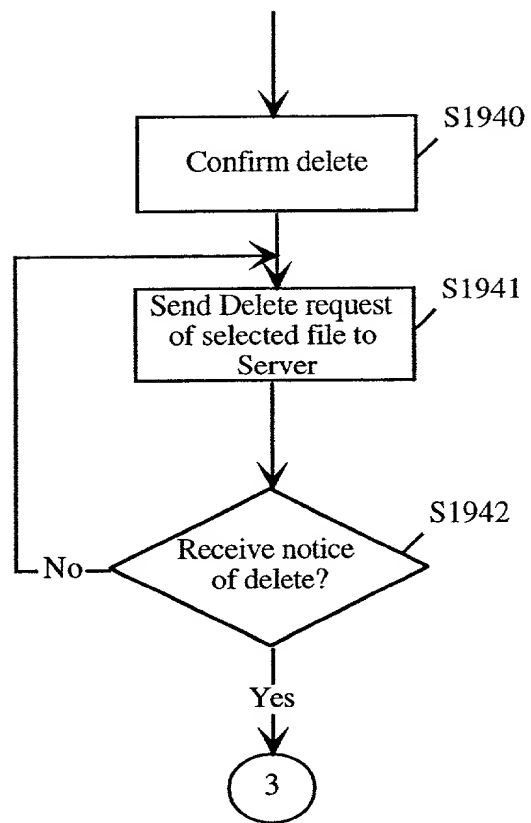 S1940
Confirm delete
S1941
Send Delete request
of selected file to
Server
S1942
Receive notice
of delete?
No
Yes
3